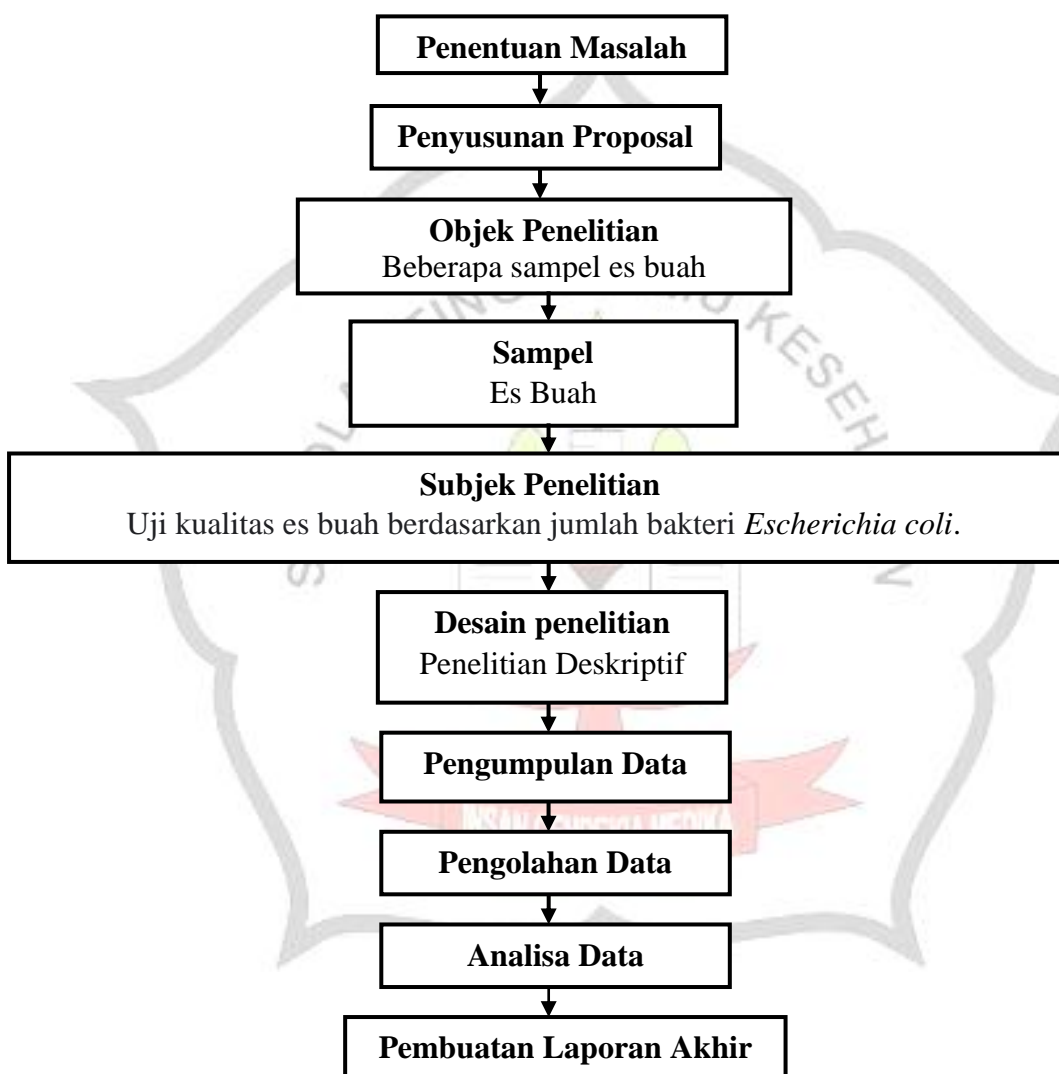 Penentuan Masalah
Penyusunan Proposal
Objek Penelitian
Beberapa sampel es buah
Sampel
Es Buah
Subjek Penelitian
Uji kualitas es buah berdasarkan jumlah bakteri Escherichia coli.
Desain penelitian
Penelitian Deskriptif
Pengumpulan Data
Pengolahan Data
Analisa Data
Pembuatan Laporan Akhir